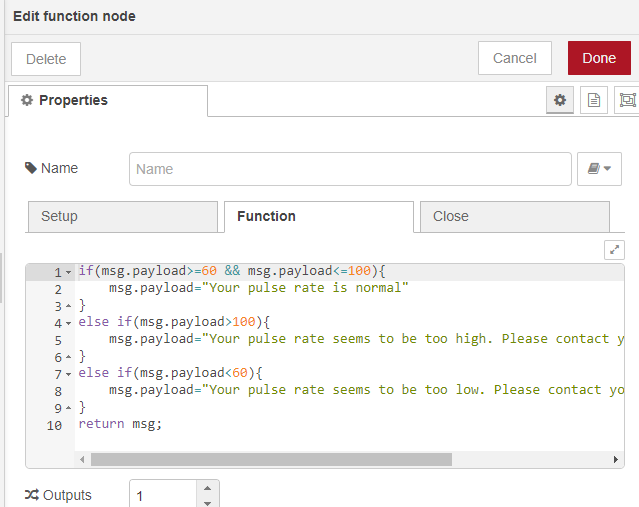 Edit function node
Delete
Cancel
Done
Properties
Name
Name
Setup
Function
Close
1 if(msg.payload>=60 && msg.payload<=100){
2     msg.payload="Your pulse rate is normal"
3 }
4 else if(msg.payload>100){
5     msg.payload="Your pulse rate seems to be too high. Please contact y
6 }
7 else if(msg.payload<60){
8     msg.payload="Your pulse rate seems to be too low. Please contact yo
9 }
10 return msg;
Outputs
1